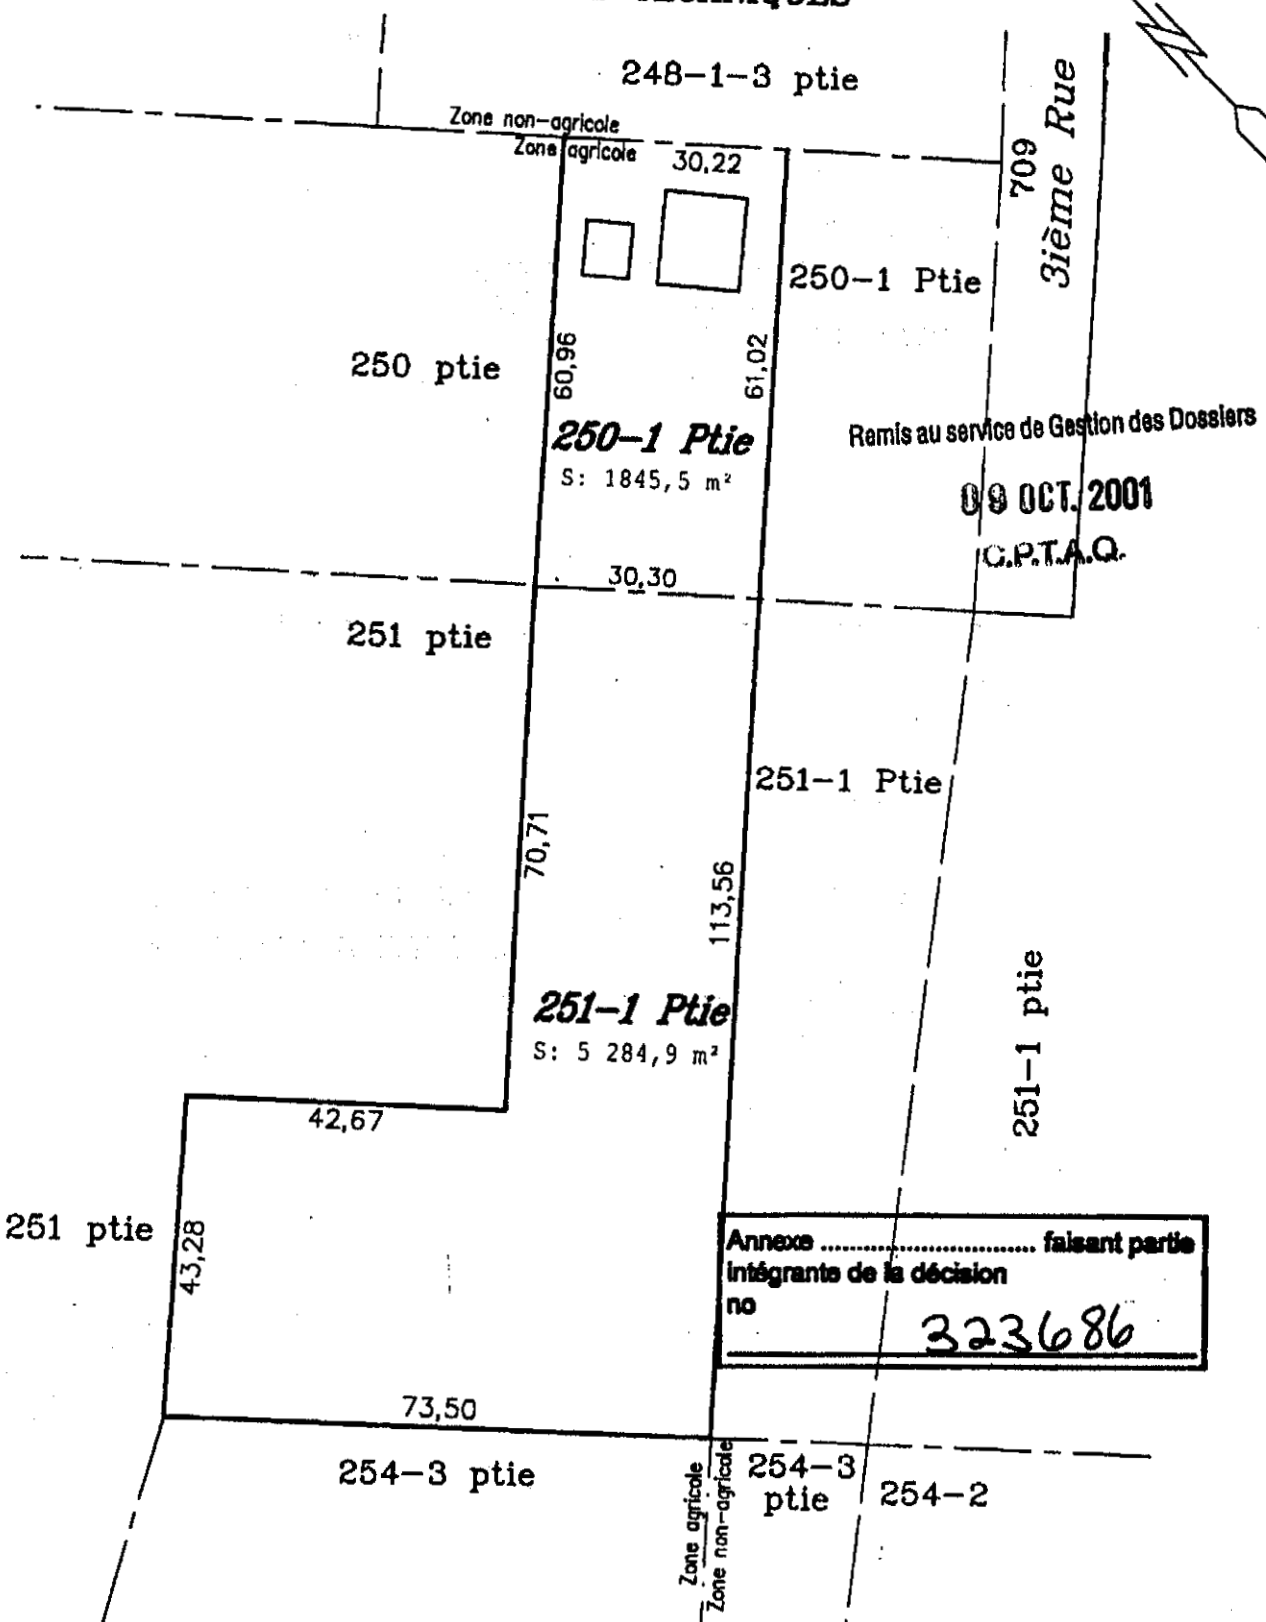 248-1-3 ptie
Zone non-agricole
Zone agricole
30,22
709
3ième Rue
250-1 Ptie
250 ptie
60,96
61,02
250-1 Ptie
S: 1845,5 m²
Remis au service de Gestion des Dossiers
09 OCT. 2001
C.P.T.A.Q.
30,30
251 ptie
251-1 Ptie
70,71
113,56
251-1 Ptie
S: 5 284,9 m²
251-1 ptie
42,67
251 ptie
43,28
Annexe .................................. faisant partie
intégrante de la décision
no
323686
73,50
254-3 ptie
Zone agricole
Zone non-agricole
254-3
ptie
254-2